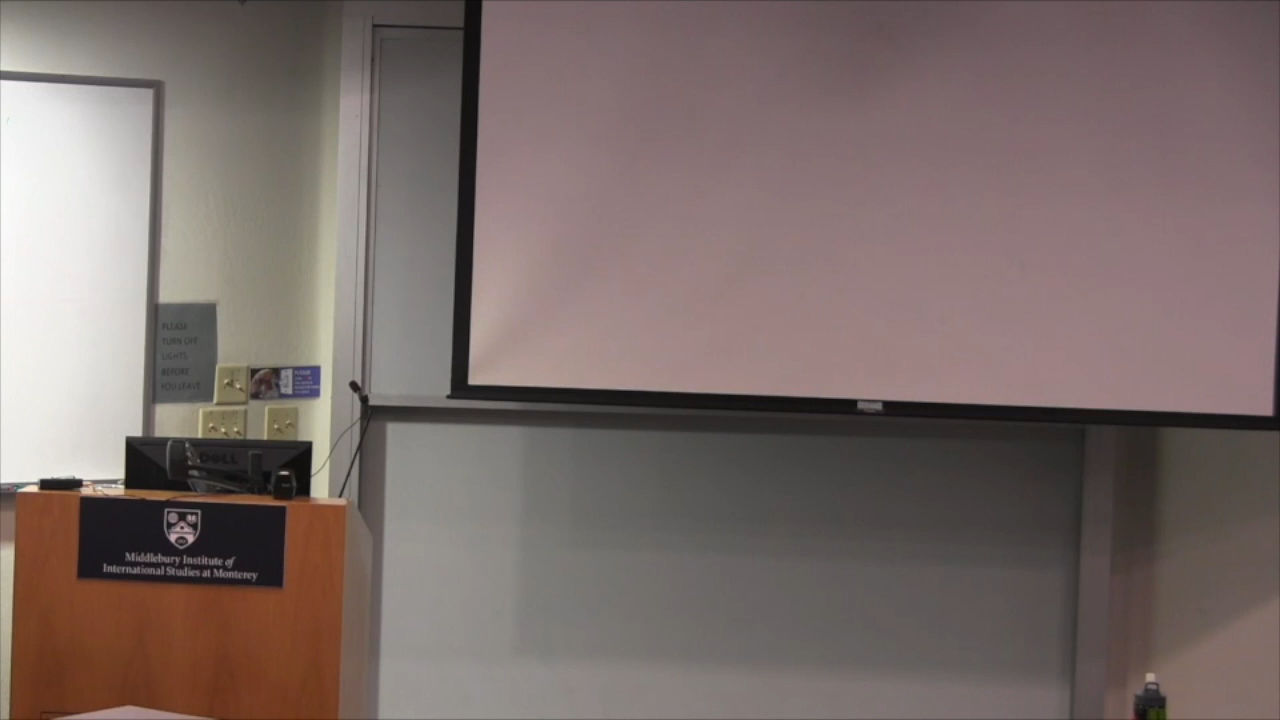 PLEASE
TURN OFF
LIGHTS
BEFORE
YOU LEAVE
DELL
Middlebury Institute of
International Studies at Monterey